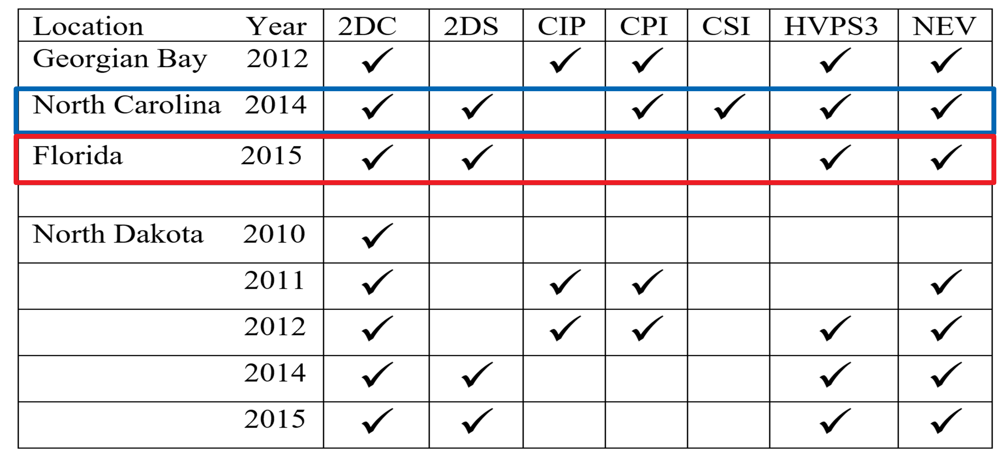 Location Year 2DC 2DS CIP CPI CSI HVPS3 NEV
Georgian Bay 2012 ✓ ✓ ✓ ✓ ✓
North Carolina 2014 ✓ ✓ ✓ ✓ ✓ ✓
Florida 2015 ✓ ✓ ✓ ✓
North Dakota 2010 ✓
2011 ✓ ✓ ✓ ✓
2012 ✓ ✓ ✓ ✓ ✓
2014 ✓ ✓ ✓ ✓
2015 ✓ ✓ ✓ ✓